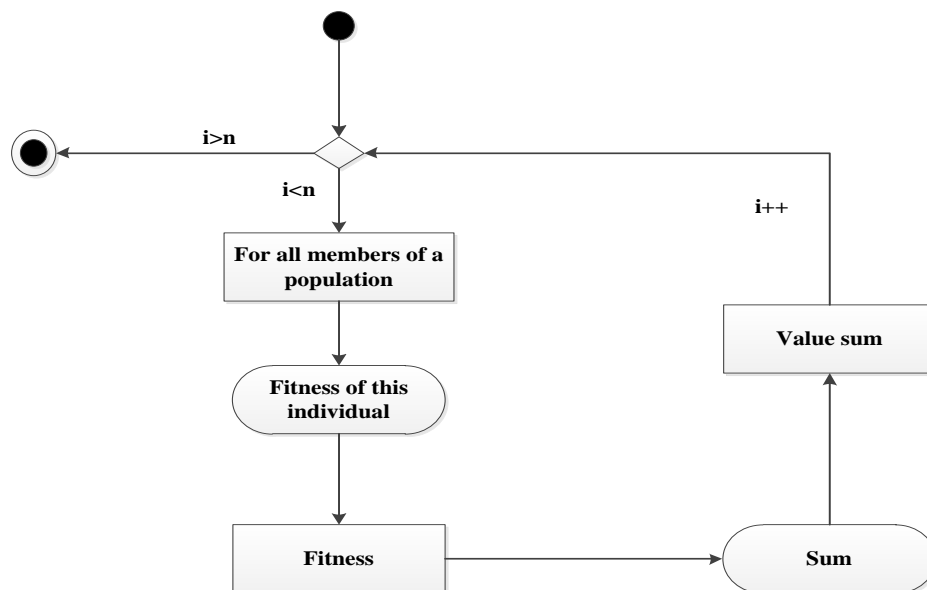 i>n
i<n
i++
For all members of a
population
Value sum
Fitness of this
individual
Fitness
Sum